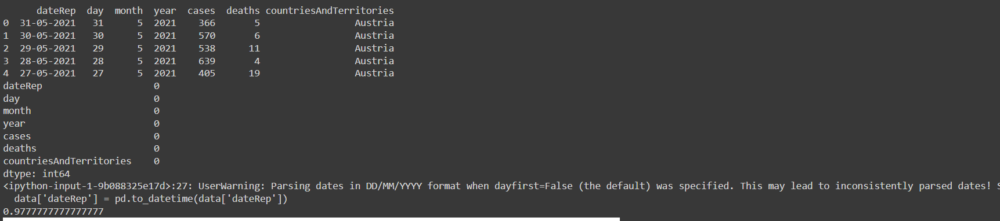 dateRep day month year cases deaths countriesAndTerritories
0 31-05-2021 31 5 2021 366 5 Austria
1 30-05-2021 30 5 2021 570 6 Austria
2 29-05-2021 29 5 2021 538 11 Austria
3 28-05-2021 28 5 2021 639 4 Austria
4 27-05-2021 27 5 2021 405 19 Austria
dateRep 0
day 0
month 0
year 0
cases 0
deaths 0
countriesAndTerritories 0
dtype: int64
<ipython-input-1-9b088325e17d>:27: UserWarning: Parsing dates in DD/MM/YYYY format when dayfirst=False (the default) was specified. This may lead to inconsistently parsed dates! S
data['dateRep'] = pd.to_datetime(data['dateRep'])
0.9777777777777777